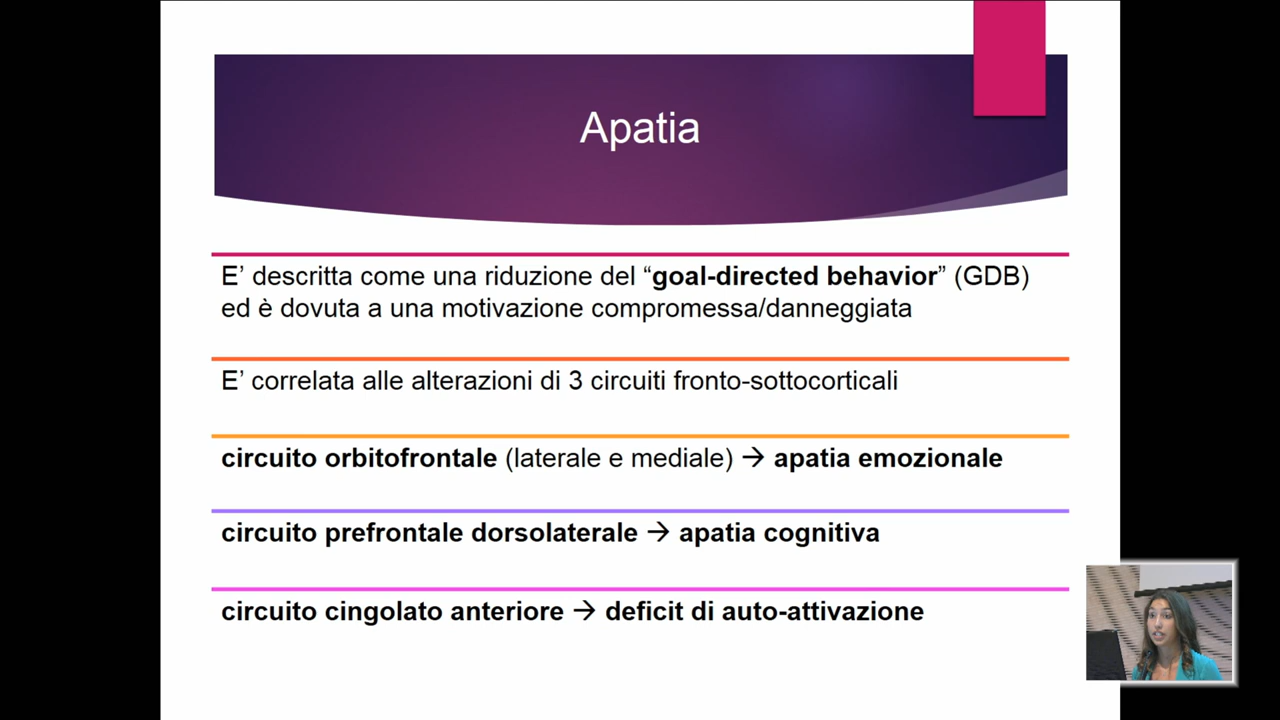 Apatia
E’ descritta come una riduzione del “goal-directed behavior” (GDB)
ed è dovuta a una motivazione compromessa/danneggiata
E’ correlata alle alterazioni di 3 circuiti fronto-sottocorticali
circuito orbitofrontale (laterale e mediale) → apatia emozionale
circuito prefrontale dorsolaterale → apatia cognitiva
circuito cingolato anteriore → deficit di auto-attivazione